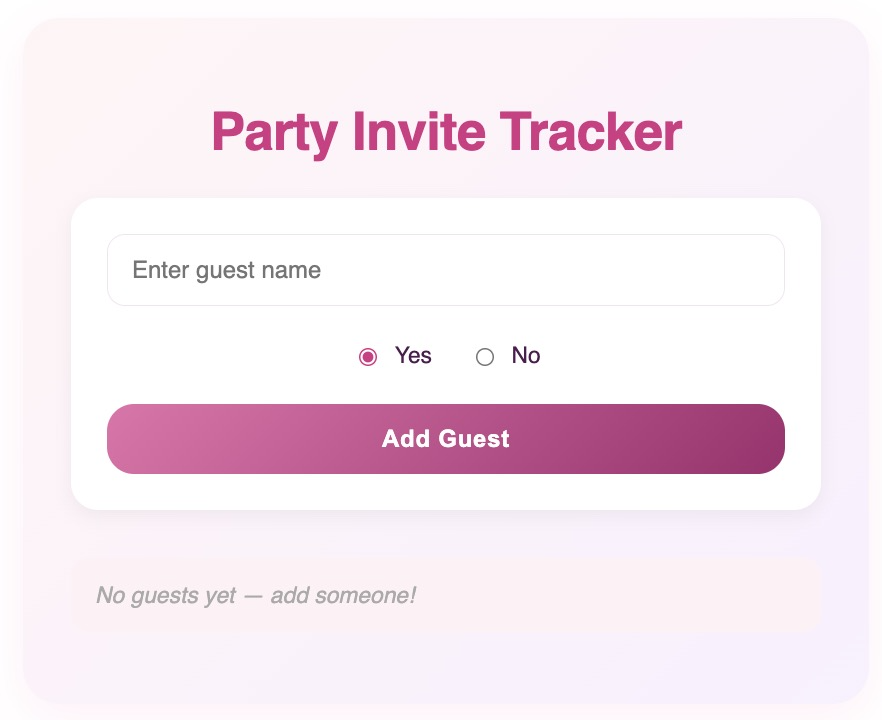 Party Invite Tracker
Enter guest name
Yes No
Add Guest
No guests yet — add someone!